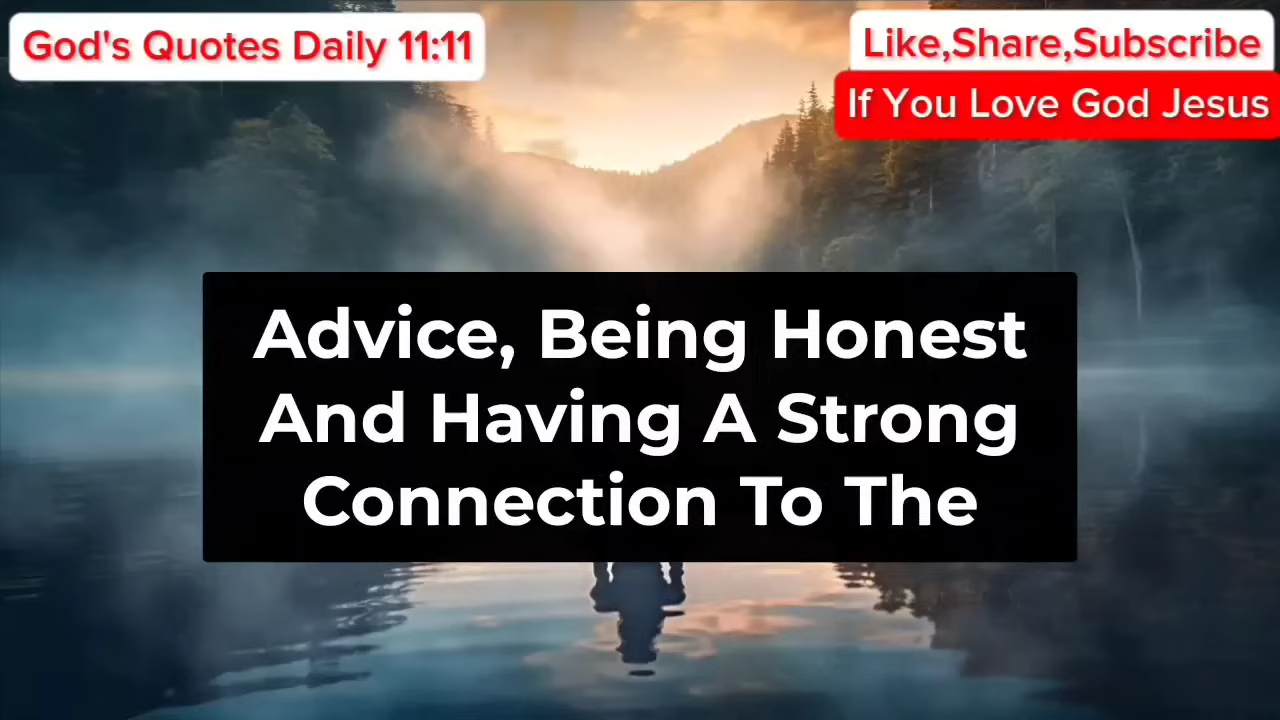 God's Quotes Daily 11:11
Like,Share,Subscribe
If You Love God Jesus
Advice, Being Honest
And Having A Strong
Connection To The